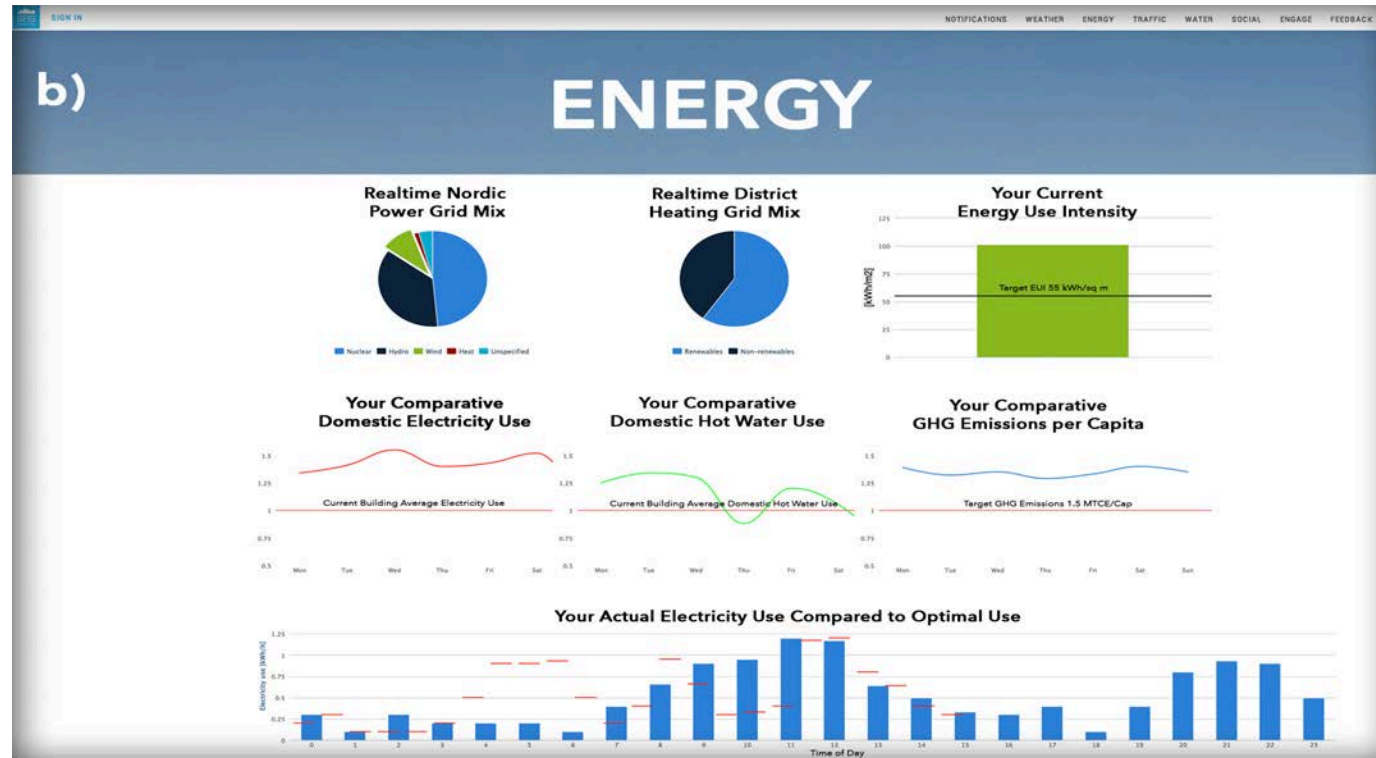 GHG
SIGN IN
NOTIFICATIONS WEATHER ENERGY TRAFFIC WATER SOCIAL ENGAGE FEEDBACK
b)
ENERGY
Realtime Nordic
Power Grid Mix
Nuclear Hydro Wind Heat Unspecified
Realtime District
Heating Grid Mix
Renewables Non-renewables
Your Current
Energy Use Intensity
[kWh/m2]
125
100
75
50
25
0
Target EUI 55 kWh/sq m
Your Comparative
Domestic Electricity Use
1.5
1.25
1
0.75
0.5
Current Building Average Electricity Use
Mon Tue Wed Thu Fri Sat
Your Comparative
Domestic Hot Water Use
1.5
1.25
1
0.75
0.5
Current Building Average Domestic Hot Water Use
Mon Tue Wed Thu Fri Sat
Your Comparative
GHG Emissions per Capita
1.5
1.25
1
0.75
0.5
Target GHG Emissions 1.5 MTCE/Cap
Mon Tue Wed Thu Fri Sat Sun
Your Actual Electricity Use Compared to Optimal Use
Electricity use [kWh/h]
1.25
1
0.75
0.5
0.25
0
0 1 2 3 4 5 6 7 8 9 10 11 12 13 14 15 16 17 18 19 20 21 22 23
Time of Day